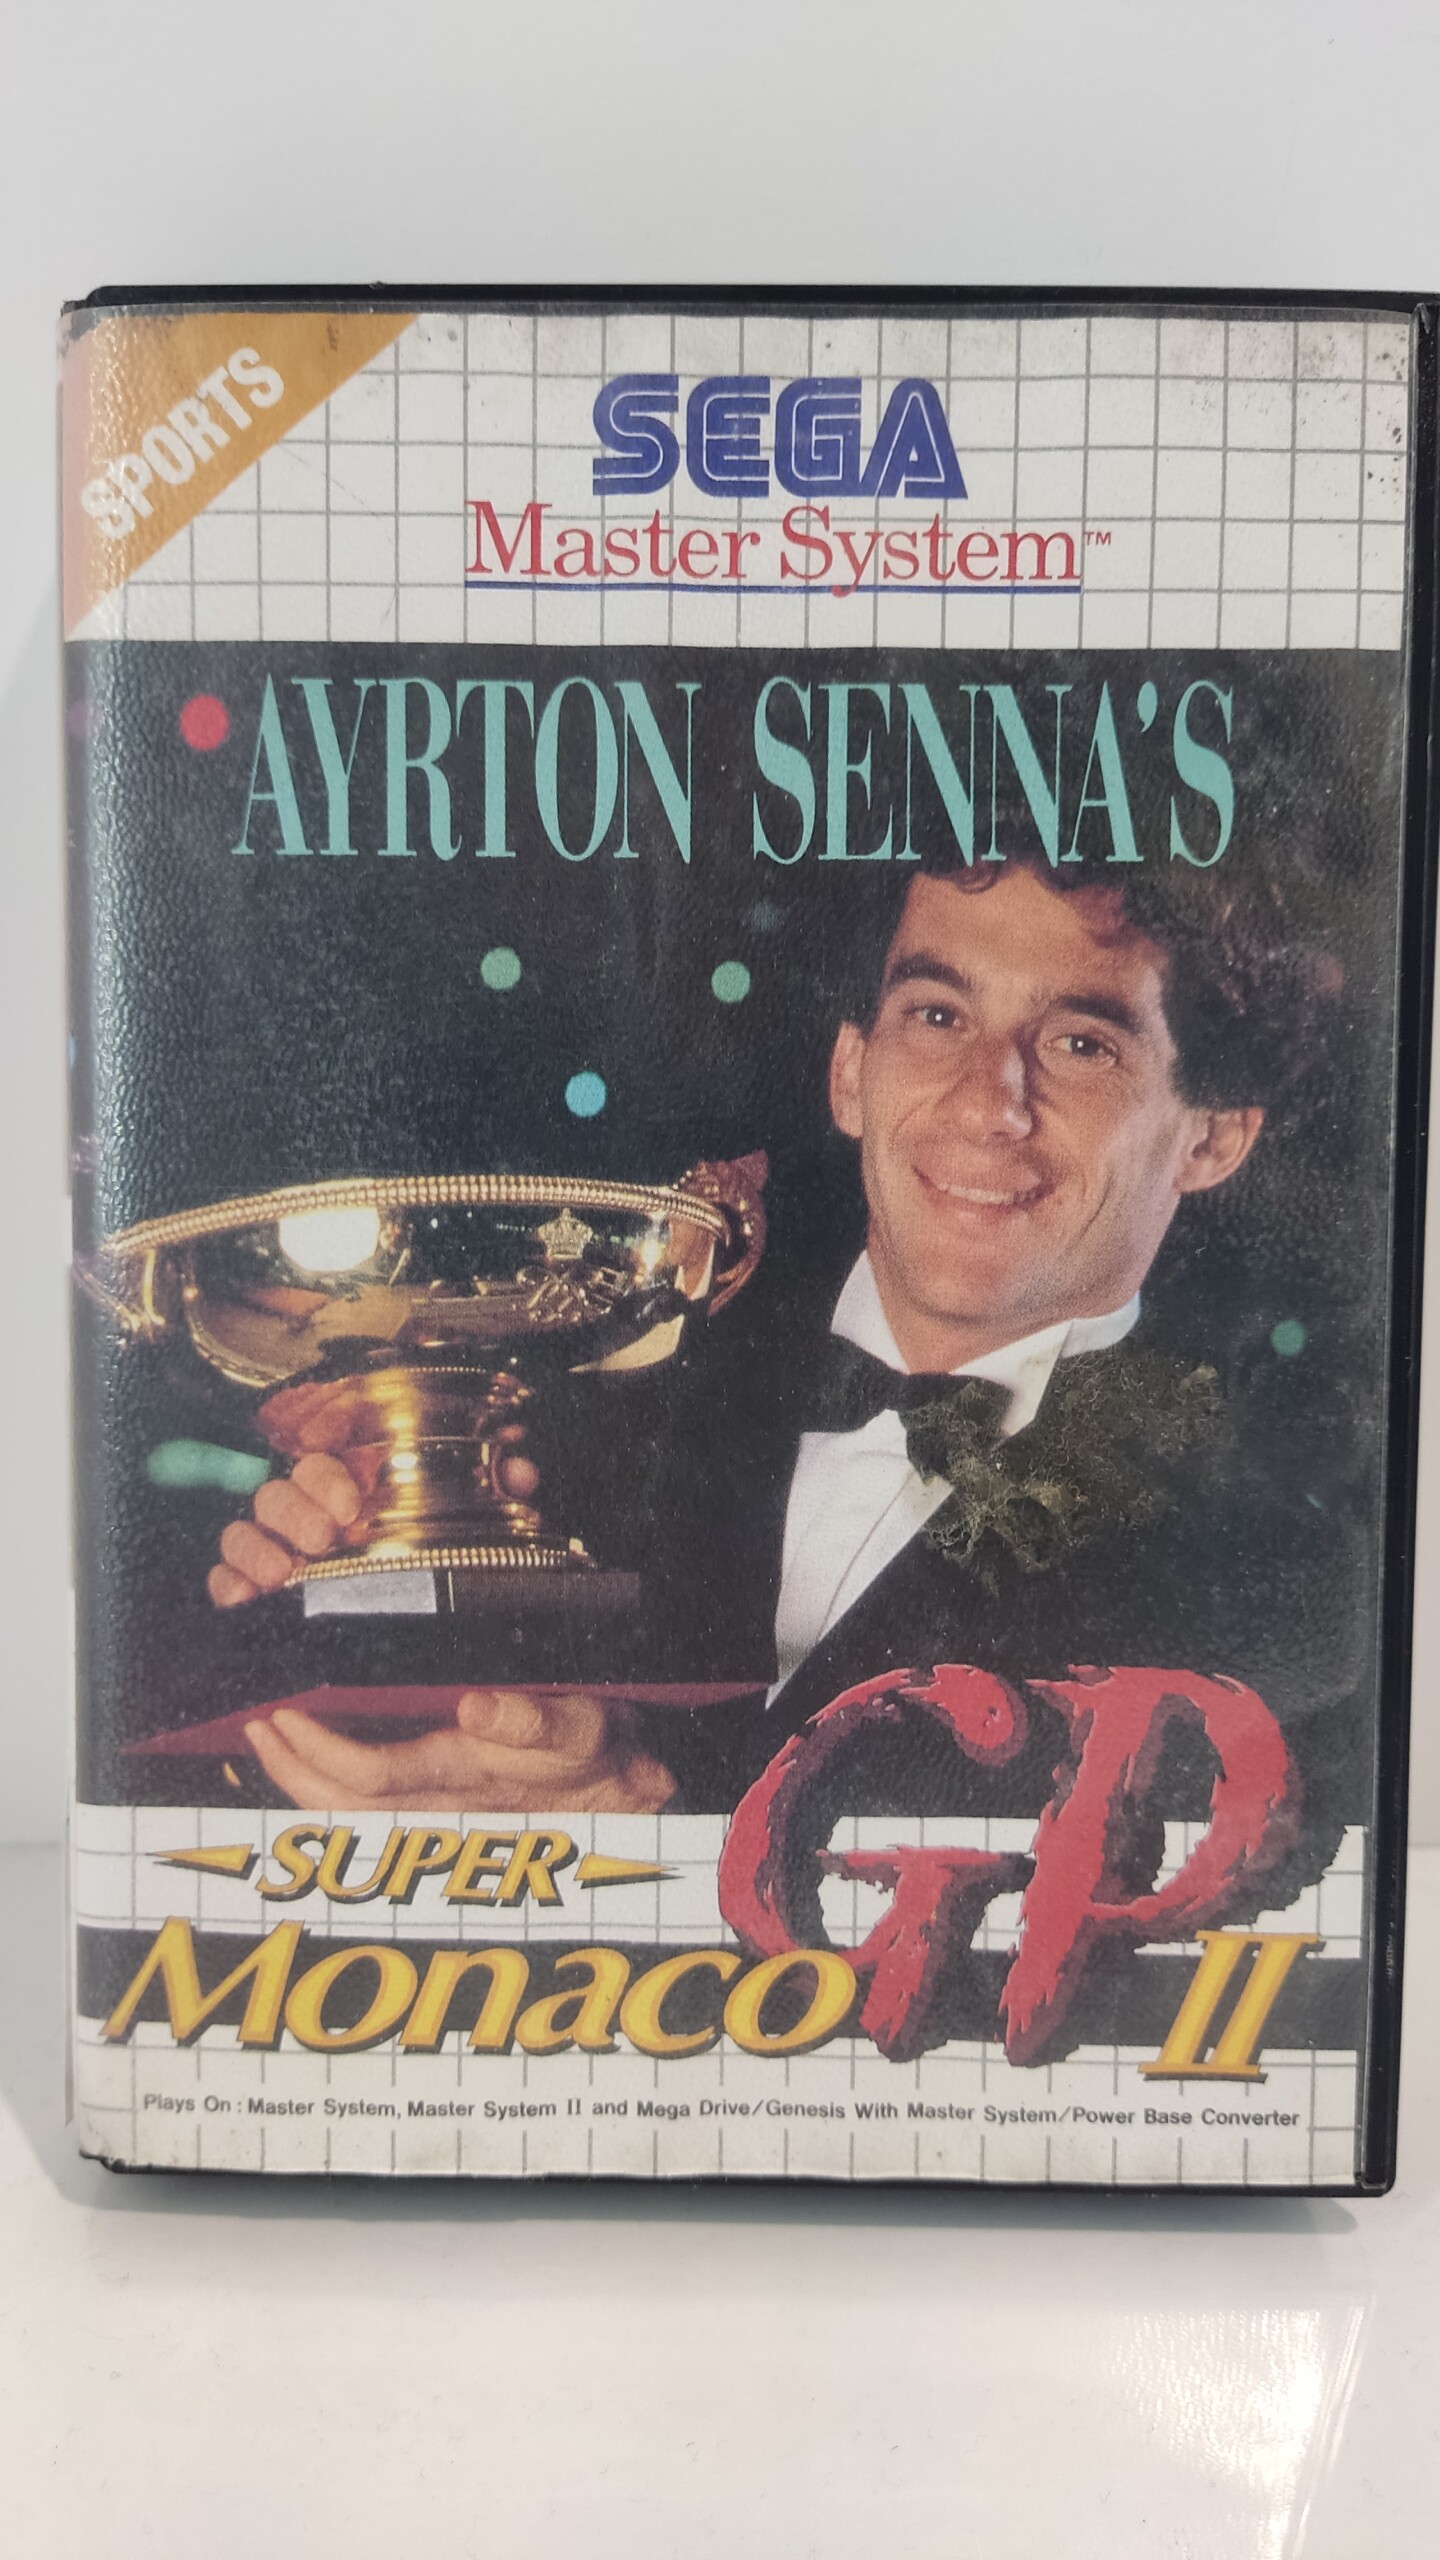 SPORTS
SEGA
Master System™
AYRTON SENNA'S
SUPER
Monaco GP II
Plays On : Master System, Master System II and Mega Drive/Genesis With Master System/Power Base Converter